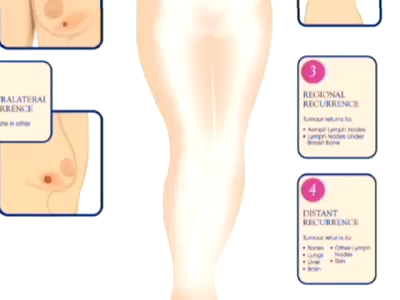 RALATERAL
RRENCE
3
REGIONAL
RECURRENCE
Tumour returns to:
• Armpit Lymph Nodes
• Lymph Nodes Under
Breast Bone
4
DISTANT
RECURRENCE
Tumour returns to:
• Bones
• Lungs
• Liver
• Brain
• Other Lymph
Nodes
• Skin